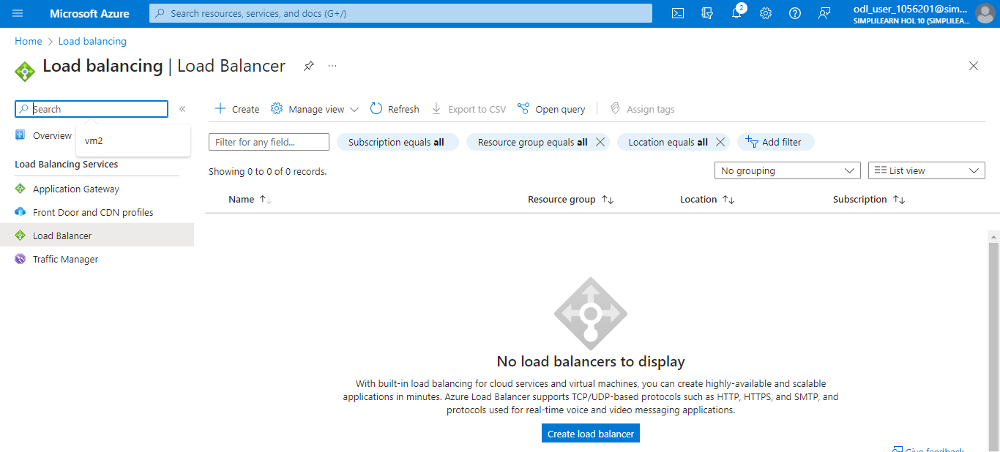 Microsoft Azure
Search resources, services, and docs (G+/)
2
odl_user_1056201@sim...
SIMPLILEARN HOL 10 (SIMPLILEA...
Home > Load balancing
Load balancing | Load Balancer
...
Search
«
vm2
Overview
Load Balancing Services
Application Gateway
Front Door and CDN profiles
Load Balancer
Traffic Manager
+ Create
Manage view
Refresh
Export to CSV
Open query
Assign tags
Filter for any field...
Subscription equals all
Resource group equals all
Location equals all
Add filter
Showing 0 to 0 of 0 records.
No grouping
List view
Name ↑↓
Resource group ↑↓
Location ↑↓
Subscription ↑↓
No load balancers to display
With built-in load balancing for cloud services and virtual machines, you can create highly-available and scalable
applications in minutes. Azure Load Balancer supports TCP/UDP-based protocols such as HTTP, HTTPS, and SMTP, and
protocols used for real-time voice and video messaging applications.
Create load balancer
Give feedback